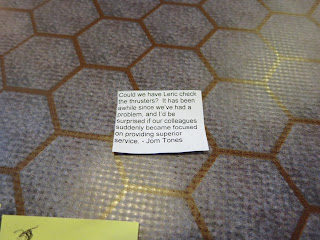 Could we have Leric check
the thrusters? It has been
awhile since we've had a
problem, and I'd be
surprised if our colleagues
suddenly became focused
on providing superior
service. - Jom Tones